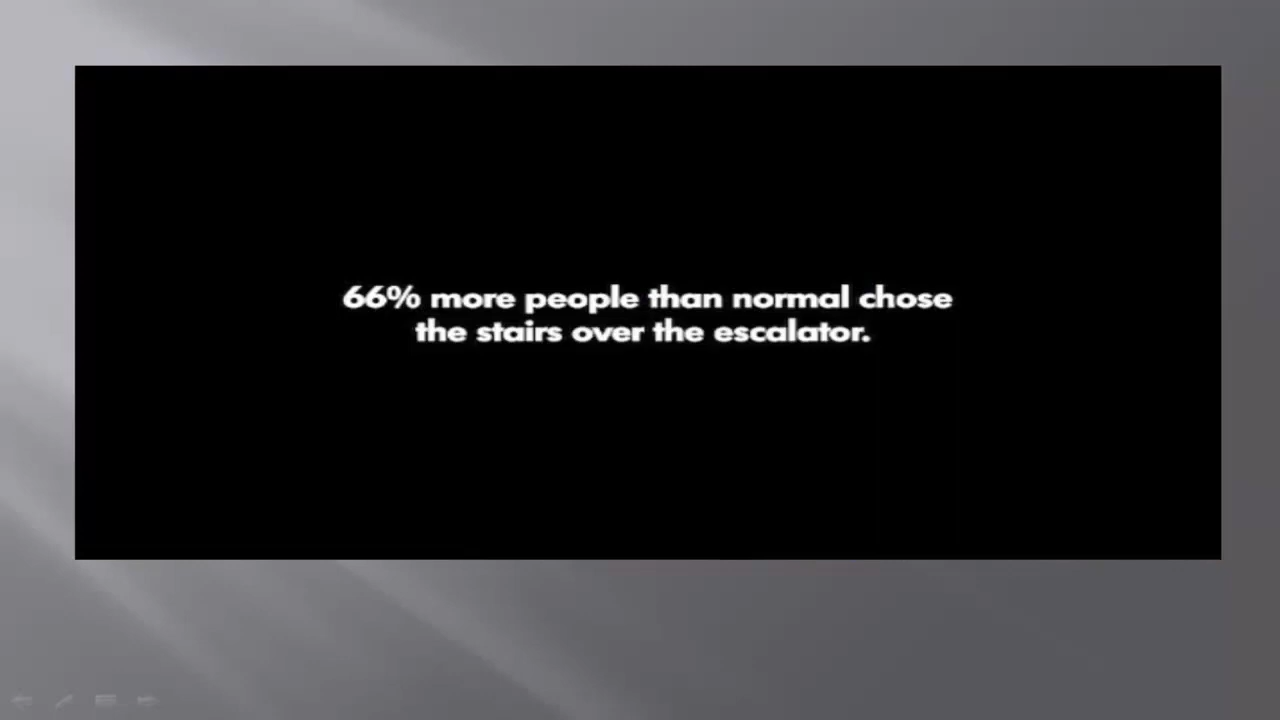 66% more people than normal chose
the stairs over the escalator.